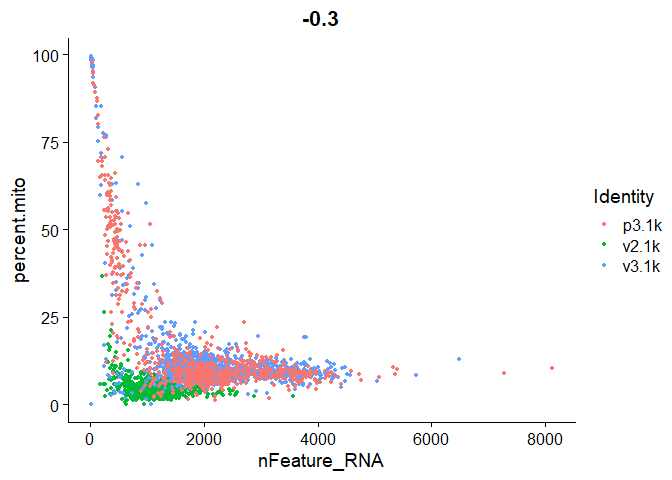 -0.3
percent.mito
100
75
50
25
0
0 2000 4000 6000 8000
nFeature_RNA
Identity
p3.1k
v2.1k
v3.1k